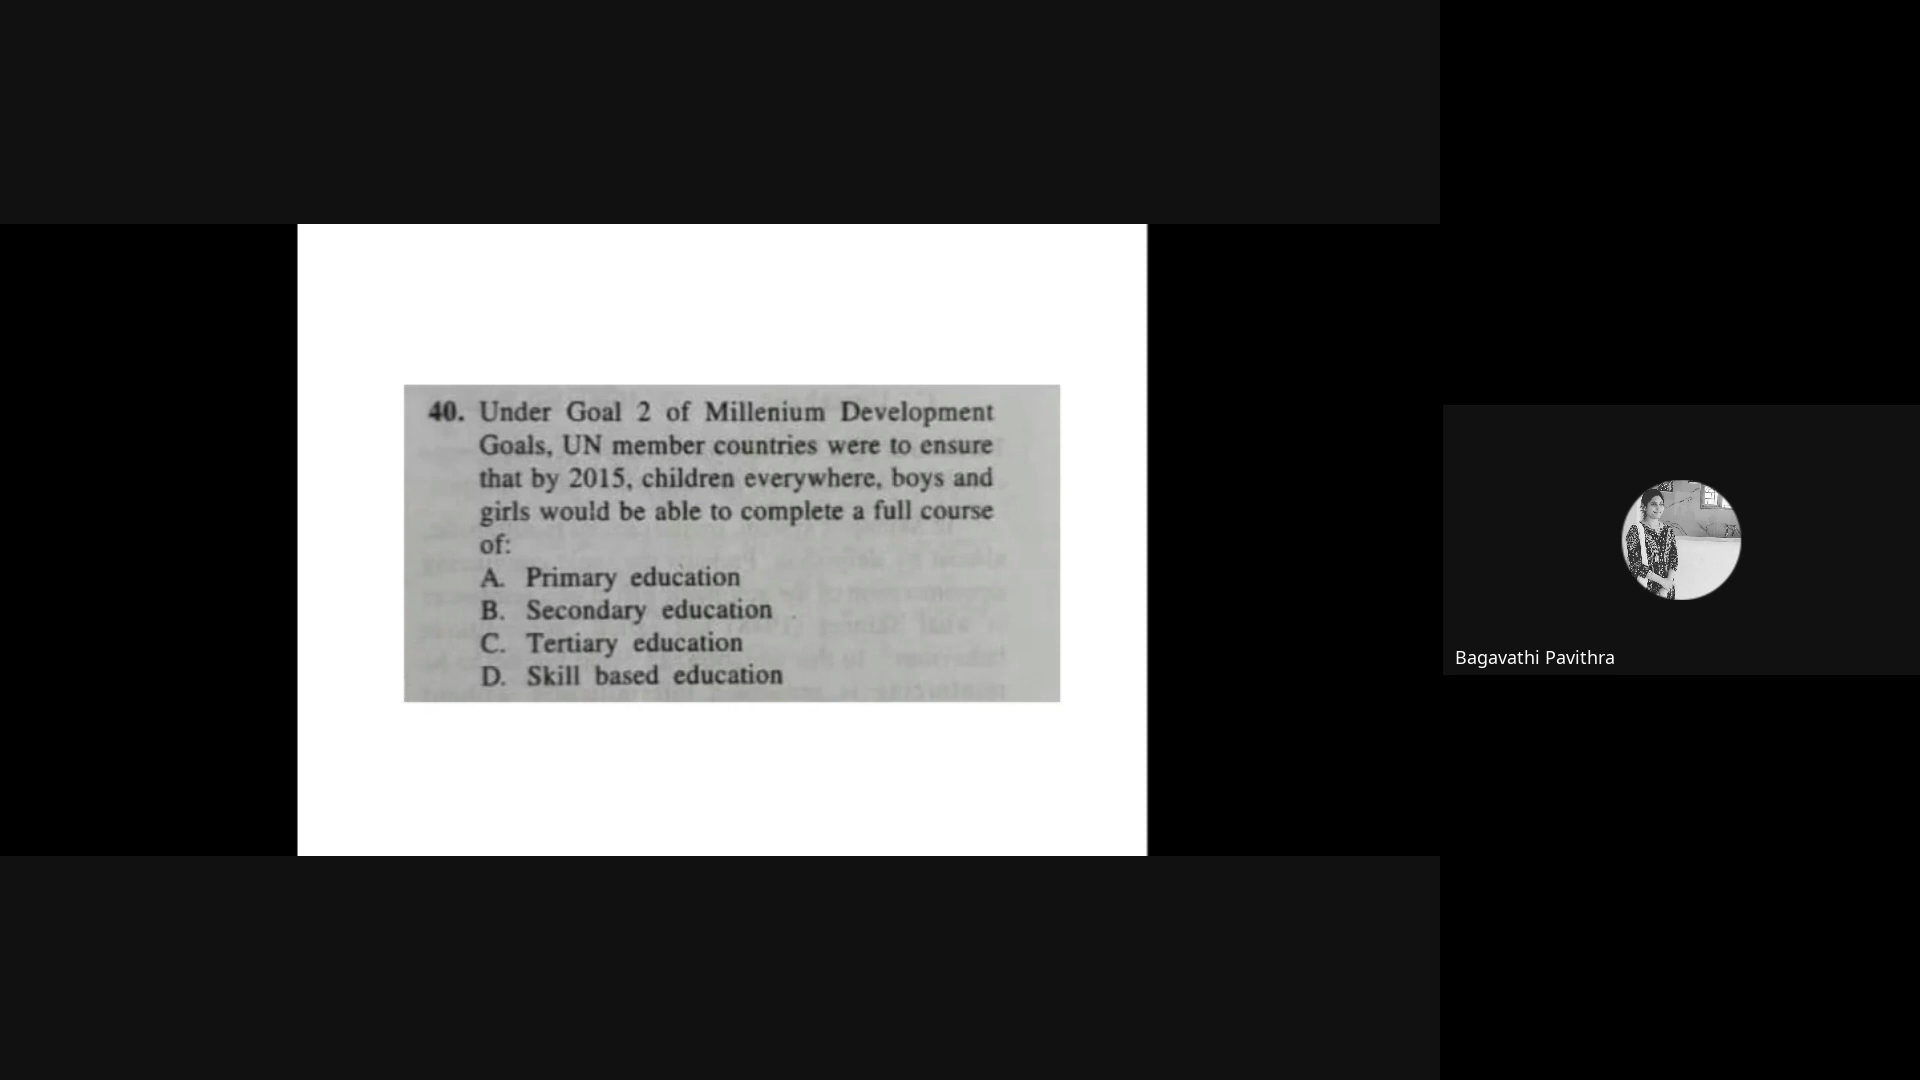 40. Under Goal 2 of Millenium Development
Goals, UN member countries were to ensure
that by 2015, children everywhere, boys and
girls would be able to complete a full course
of:
A. Primary education
B. Secondary education
C. Tertiary education
D. Skill based education
Bagavathi Pavithra